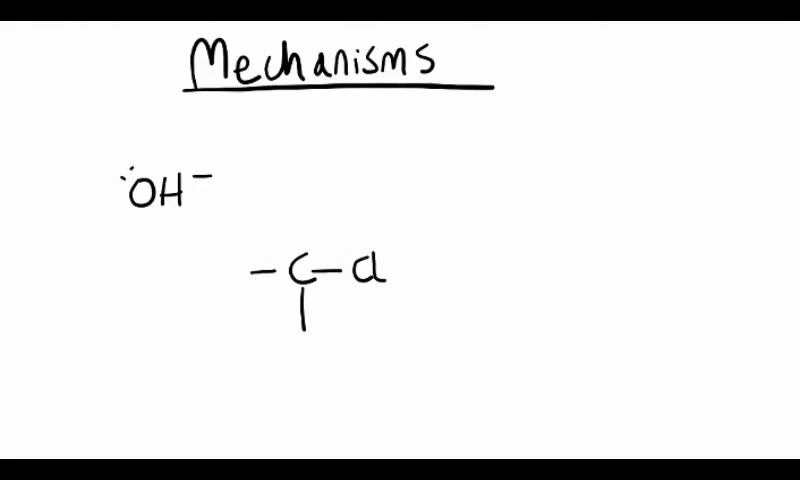 Mechanisms
:OH⁻
– C – Cl